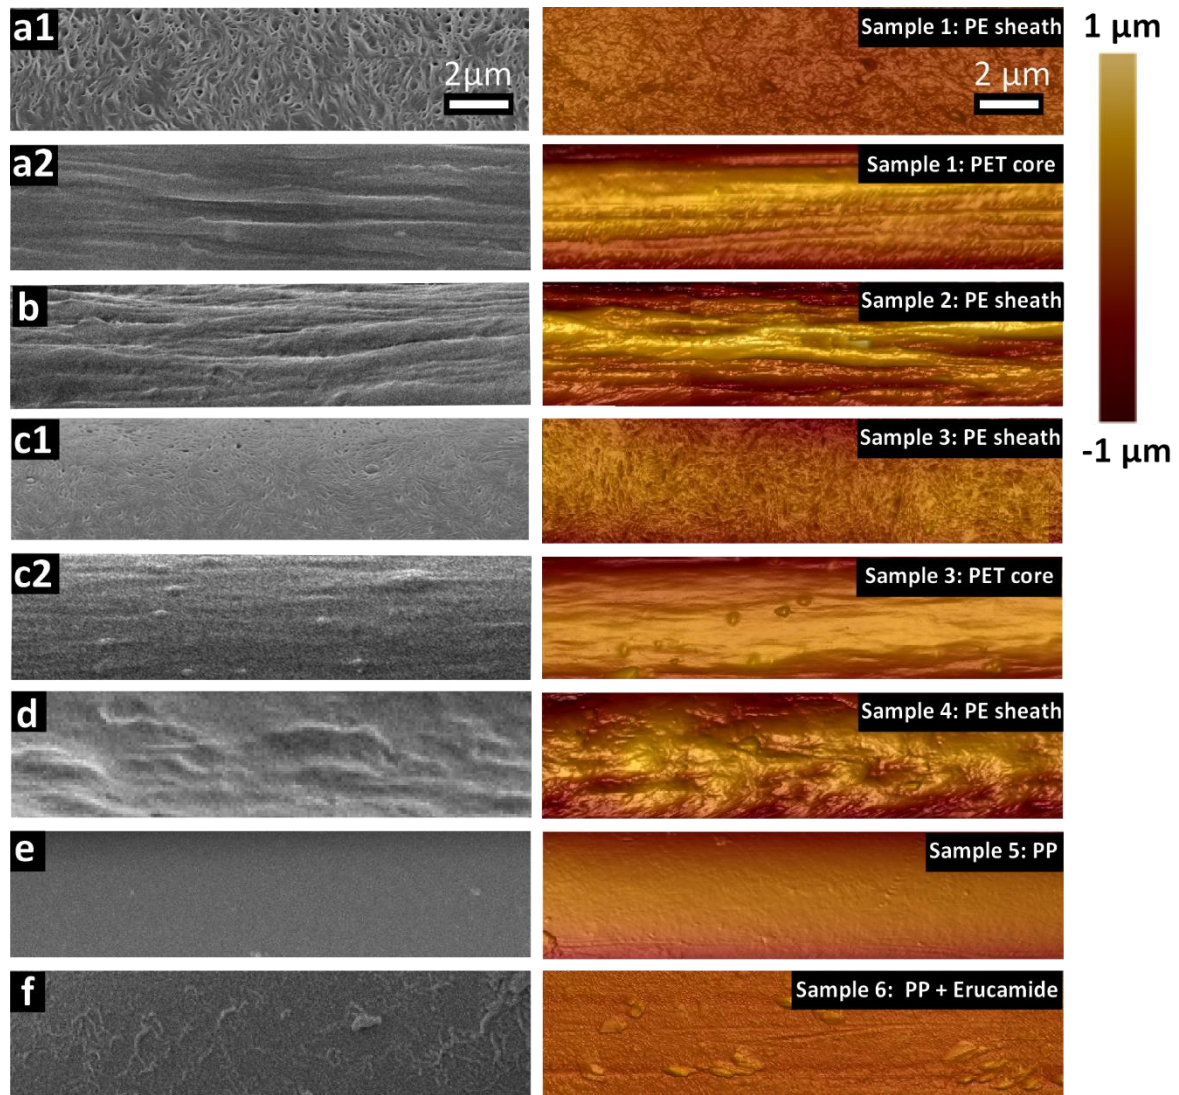 a1
2μm
Sample 1: PE sheath
2 μm
1 μm
a2
Sample 1: PET core
b
Sample 2: PE sheath
c1
Sample 3: PE sheath
-1 μm
c2
Sample 3: PET core
d
Sample 4: PE sheath
e
Sample 5: PP
f
Sample 6: PP + Erucamide